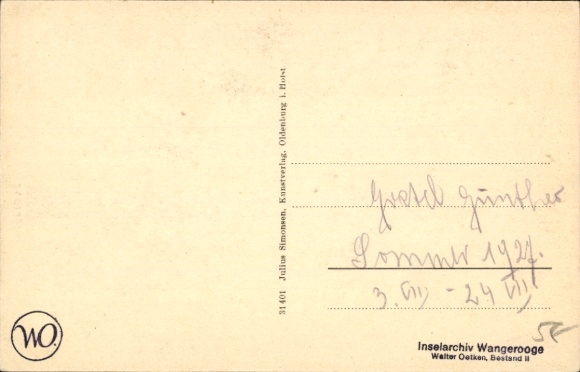 31401 Julius Simonsen, Kunstverlag, Oldenburg i. Holst
Gretel Günther
Sommer 1927.
3. VII - 24 VII
WO.
Inselarchiv Wangerooge
Walter Oetken, Bestand II